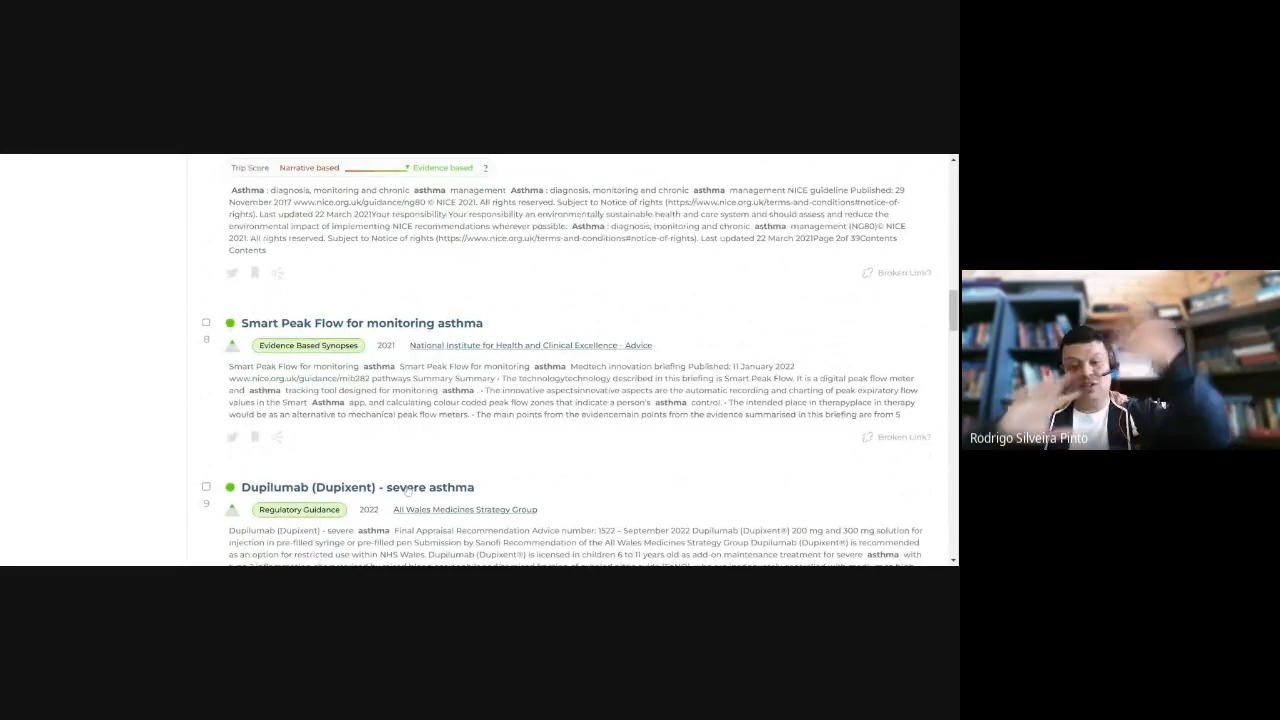 Trip Score Narrative based Evidence based ?
Asthma : diagnosis, monitoring and chronic asthma management Asthma : diagnosis, monitoring and chronic asthma management NICE guideline Published: 29
November 2017 www.nice.org.uk/guidance/ng80 © NICE 2021. All rights reserved. Subject to Notice of rights (https://www.nice.org.uk/terms-and-conditions#notice-of-
rights). Last updated 22 March 2021Your responsibility Your responsibility an environmentally sustainable health and care system and should assess and reduce the
environmental impact of implementing NICE recommendations wherever possible. Asthma : diagnosis, monitoring and chronic asthma management (NG80)© NICE
2021. All rights reserved. Subject to Notice of rights (https://www.nice.org.uk/terms-and-conditions#notice-of-rights). Last updated 22 March 2021Page 2of 39Contents
Contents
Broken Link?
Smart Peak Flow for monitoring asthma
8
Evidence Based Synopses 2021 National Institute for Health and Clinical Excellence - Advice
Smart Peak Flow for monitoring asthma Smart Peak Flow for monitoring asthma Medtech innovation briefing Published: 11 January 2022
www.nice.org.uk/guidance/mib282 pathways Summary Summary • The technologytechnology described in this briefing is Smart Peak Flow. It is a digital peak flow meter
and asthma tracking tool designed for monitoring asthma . • The innovative aspectsinnovative aspects are the automatic recording and charting of peak expiratory flow
values in the Smart Asthma app, and calculating colour coded peak flow zones that indicate a person's asthma control. • The intended place in therapyplace in therapy
would be as an alternative to mechanical peak flow meters. • The main points from the evidencemain points from the evidence summarised in this briefing are from 5
Broken Link?
Dupilumab (Dupixent) - severe asthma
9
Regulatory Guidance 2022 All Wales Medicines Strategy Group
Dupilumab (Dupixent) - severe asthma Final Appraisal Recommendation Advice number: 1522 – September 2022 Dupilumab (Dupixent®) 200 mg and 300 mg solution for
injection in pre-filled syringe or pre-filled pen Submission by Sanofi Recommendation of the All Wales Medicines Strategy Group Dupilumab (Dupixent®) is recommended
as an option for restricted use within NHS Wales. Dupilumab (Dupixent®) is licensed in children 6 to 11 years old as add-on maintenance treatment for severe asthma with
Rodrigo Silveira Pinto